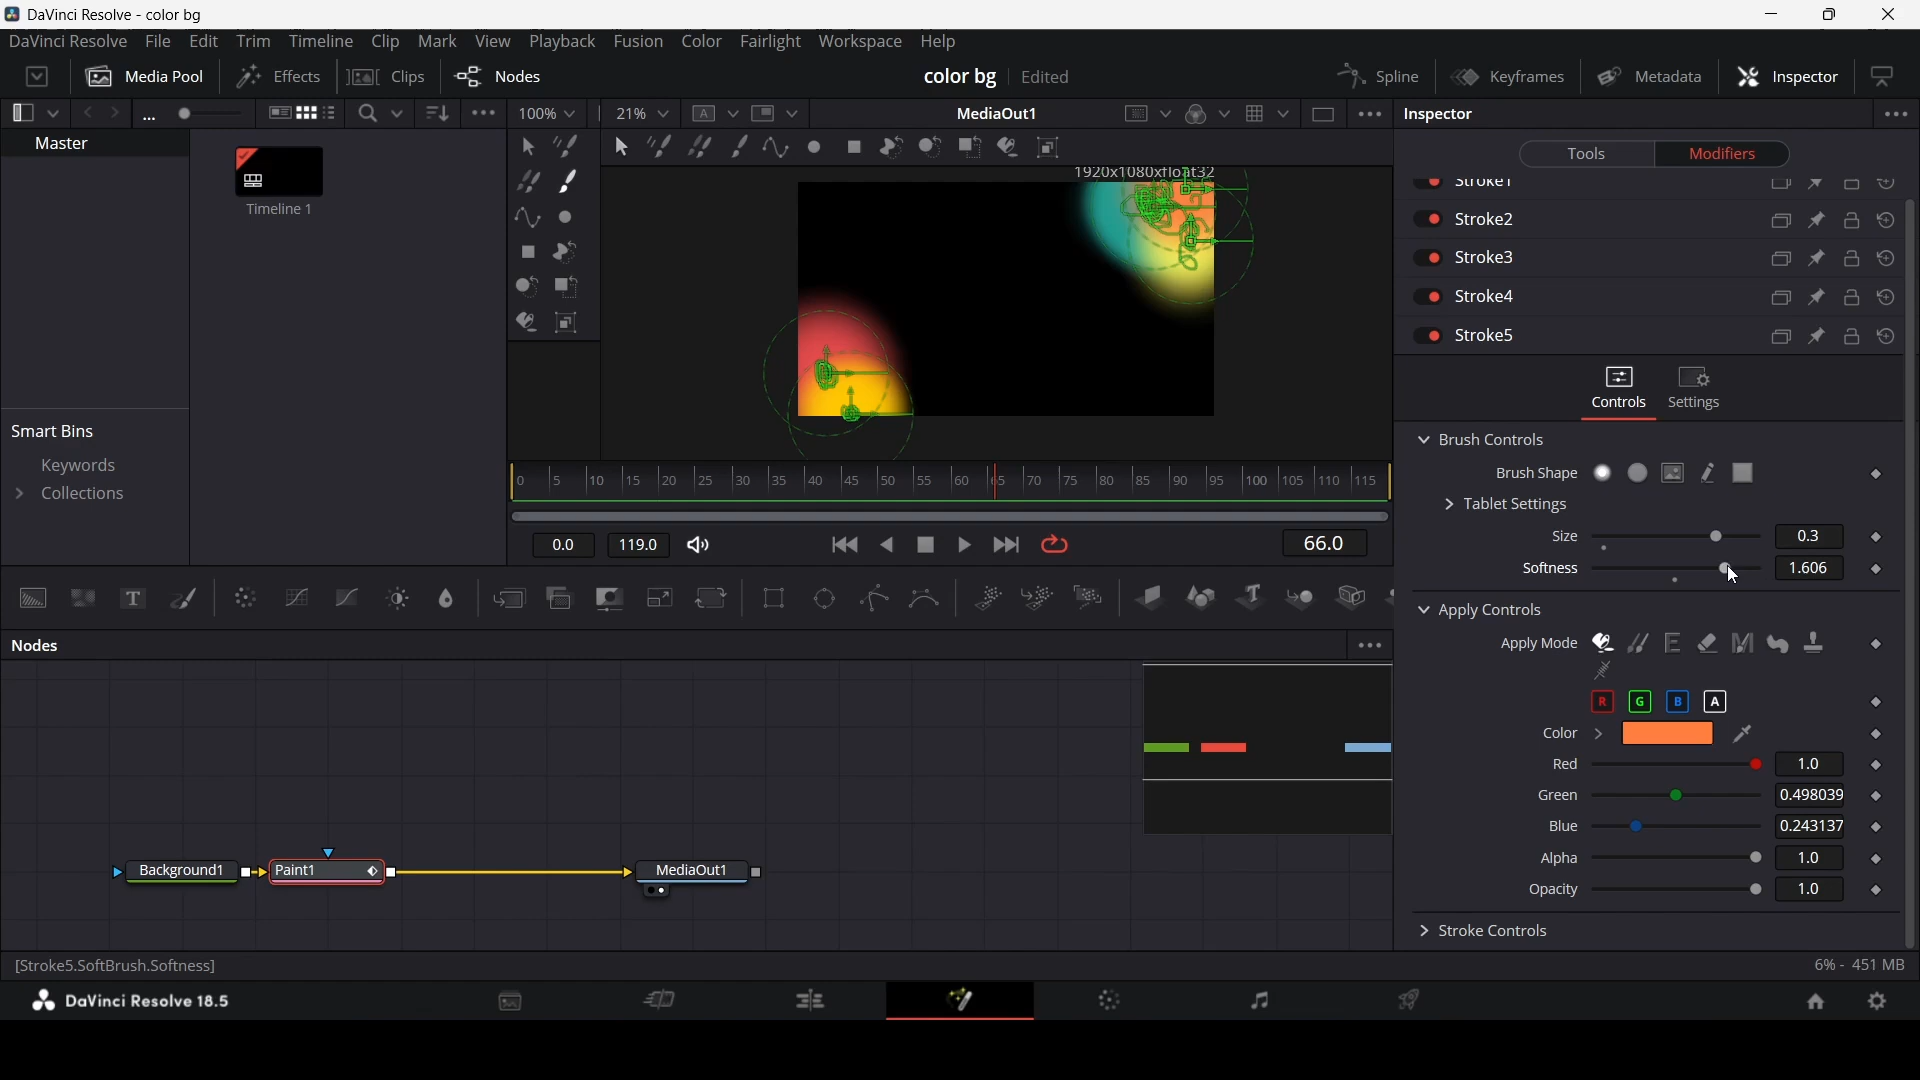 DaVinci Resolve - color bg
DaVinci Resolve File Edit Trim Timeline Clip Mark View Playback Fusion Color Fairlight Workspace Help
Media Pool Effects Clips Nodes color bg Edited Spline Keyframes Metadata Inspector
... 100% 21% A MediaOut1 Inspector
Master
Timeline 1
Tools Modifiers
1920x1080xfloat32
Stroke1
Stroke2
Stroke3
Stroke4
Stroke5
Controls Settings
Smart Bins
Keywords
Collections
0 5 10 15 20 25 30 35 40 45 50 55 60 65 70 75 80 85 90 95 100 105 110 115
0.0 119.0 66.0
Brush Controls
Brush Shape
Tablet Settings
Size 0.3
Softness 1.606
Apply Controls
Apply Mode
R G B A
Color
Red 1.0
Green 0.498039
Blue 0.243137
Alpha 1.0
Opacity 1.0
Stroke Controls
Nodes
Background1 Paint1 MediaOut1
[Stroke5.SoftBrush.Softness] 6% - 451 MB
DaVinci Resolve 18.5